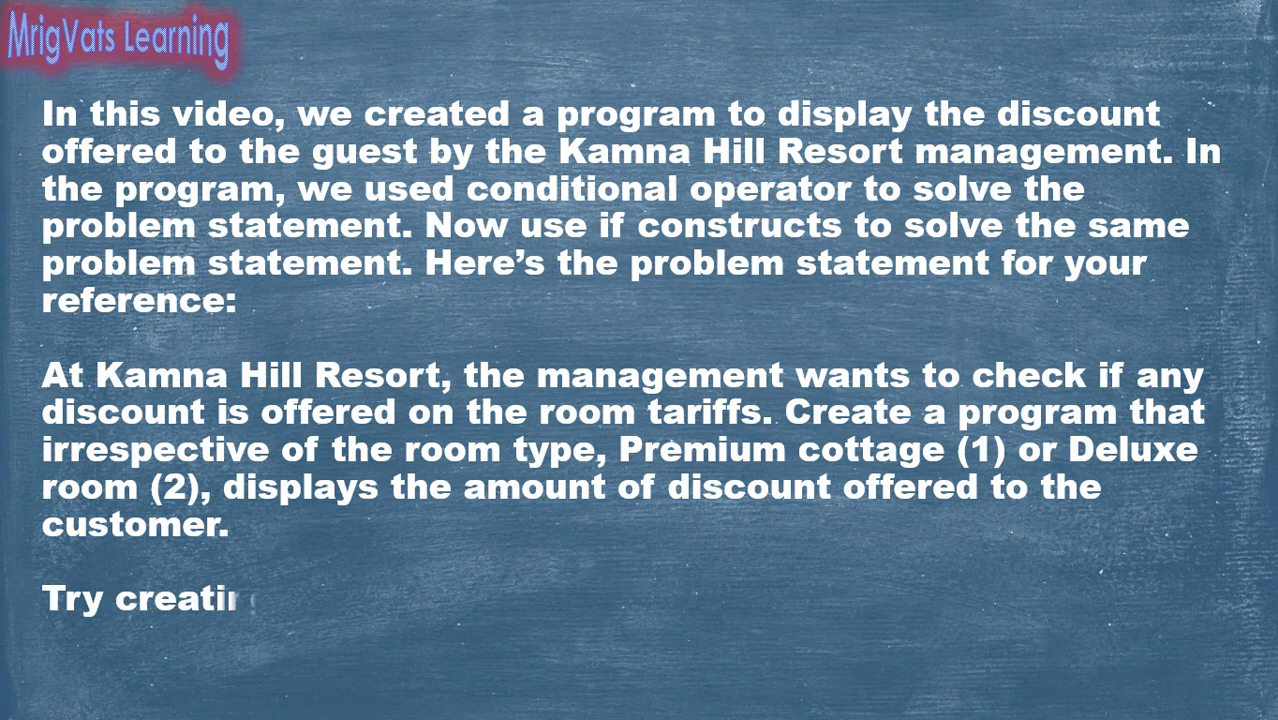 MrigVats Learning
In this video, we created a program to display the discount
offered to the guest by the Kamna Hill Resort management. In
the program, we used conditional operator to solve the
problem statement. Now use if constructs to solve the same
problem statement. Here's the problem statement for your
reference:
At Kamna Hill Resort, the management wants to check if any
discount is offered on the room tariffs. Create a program that
irrespective of the room type, Premium cottage (1) or Deluxe
room (2), displays the amount of discount offered to the
customer.
Try